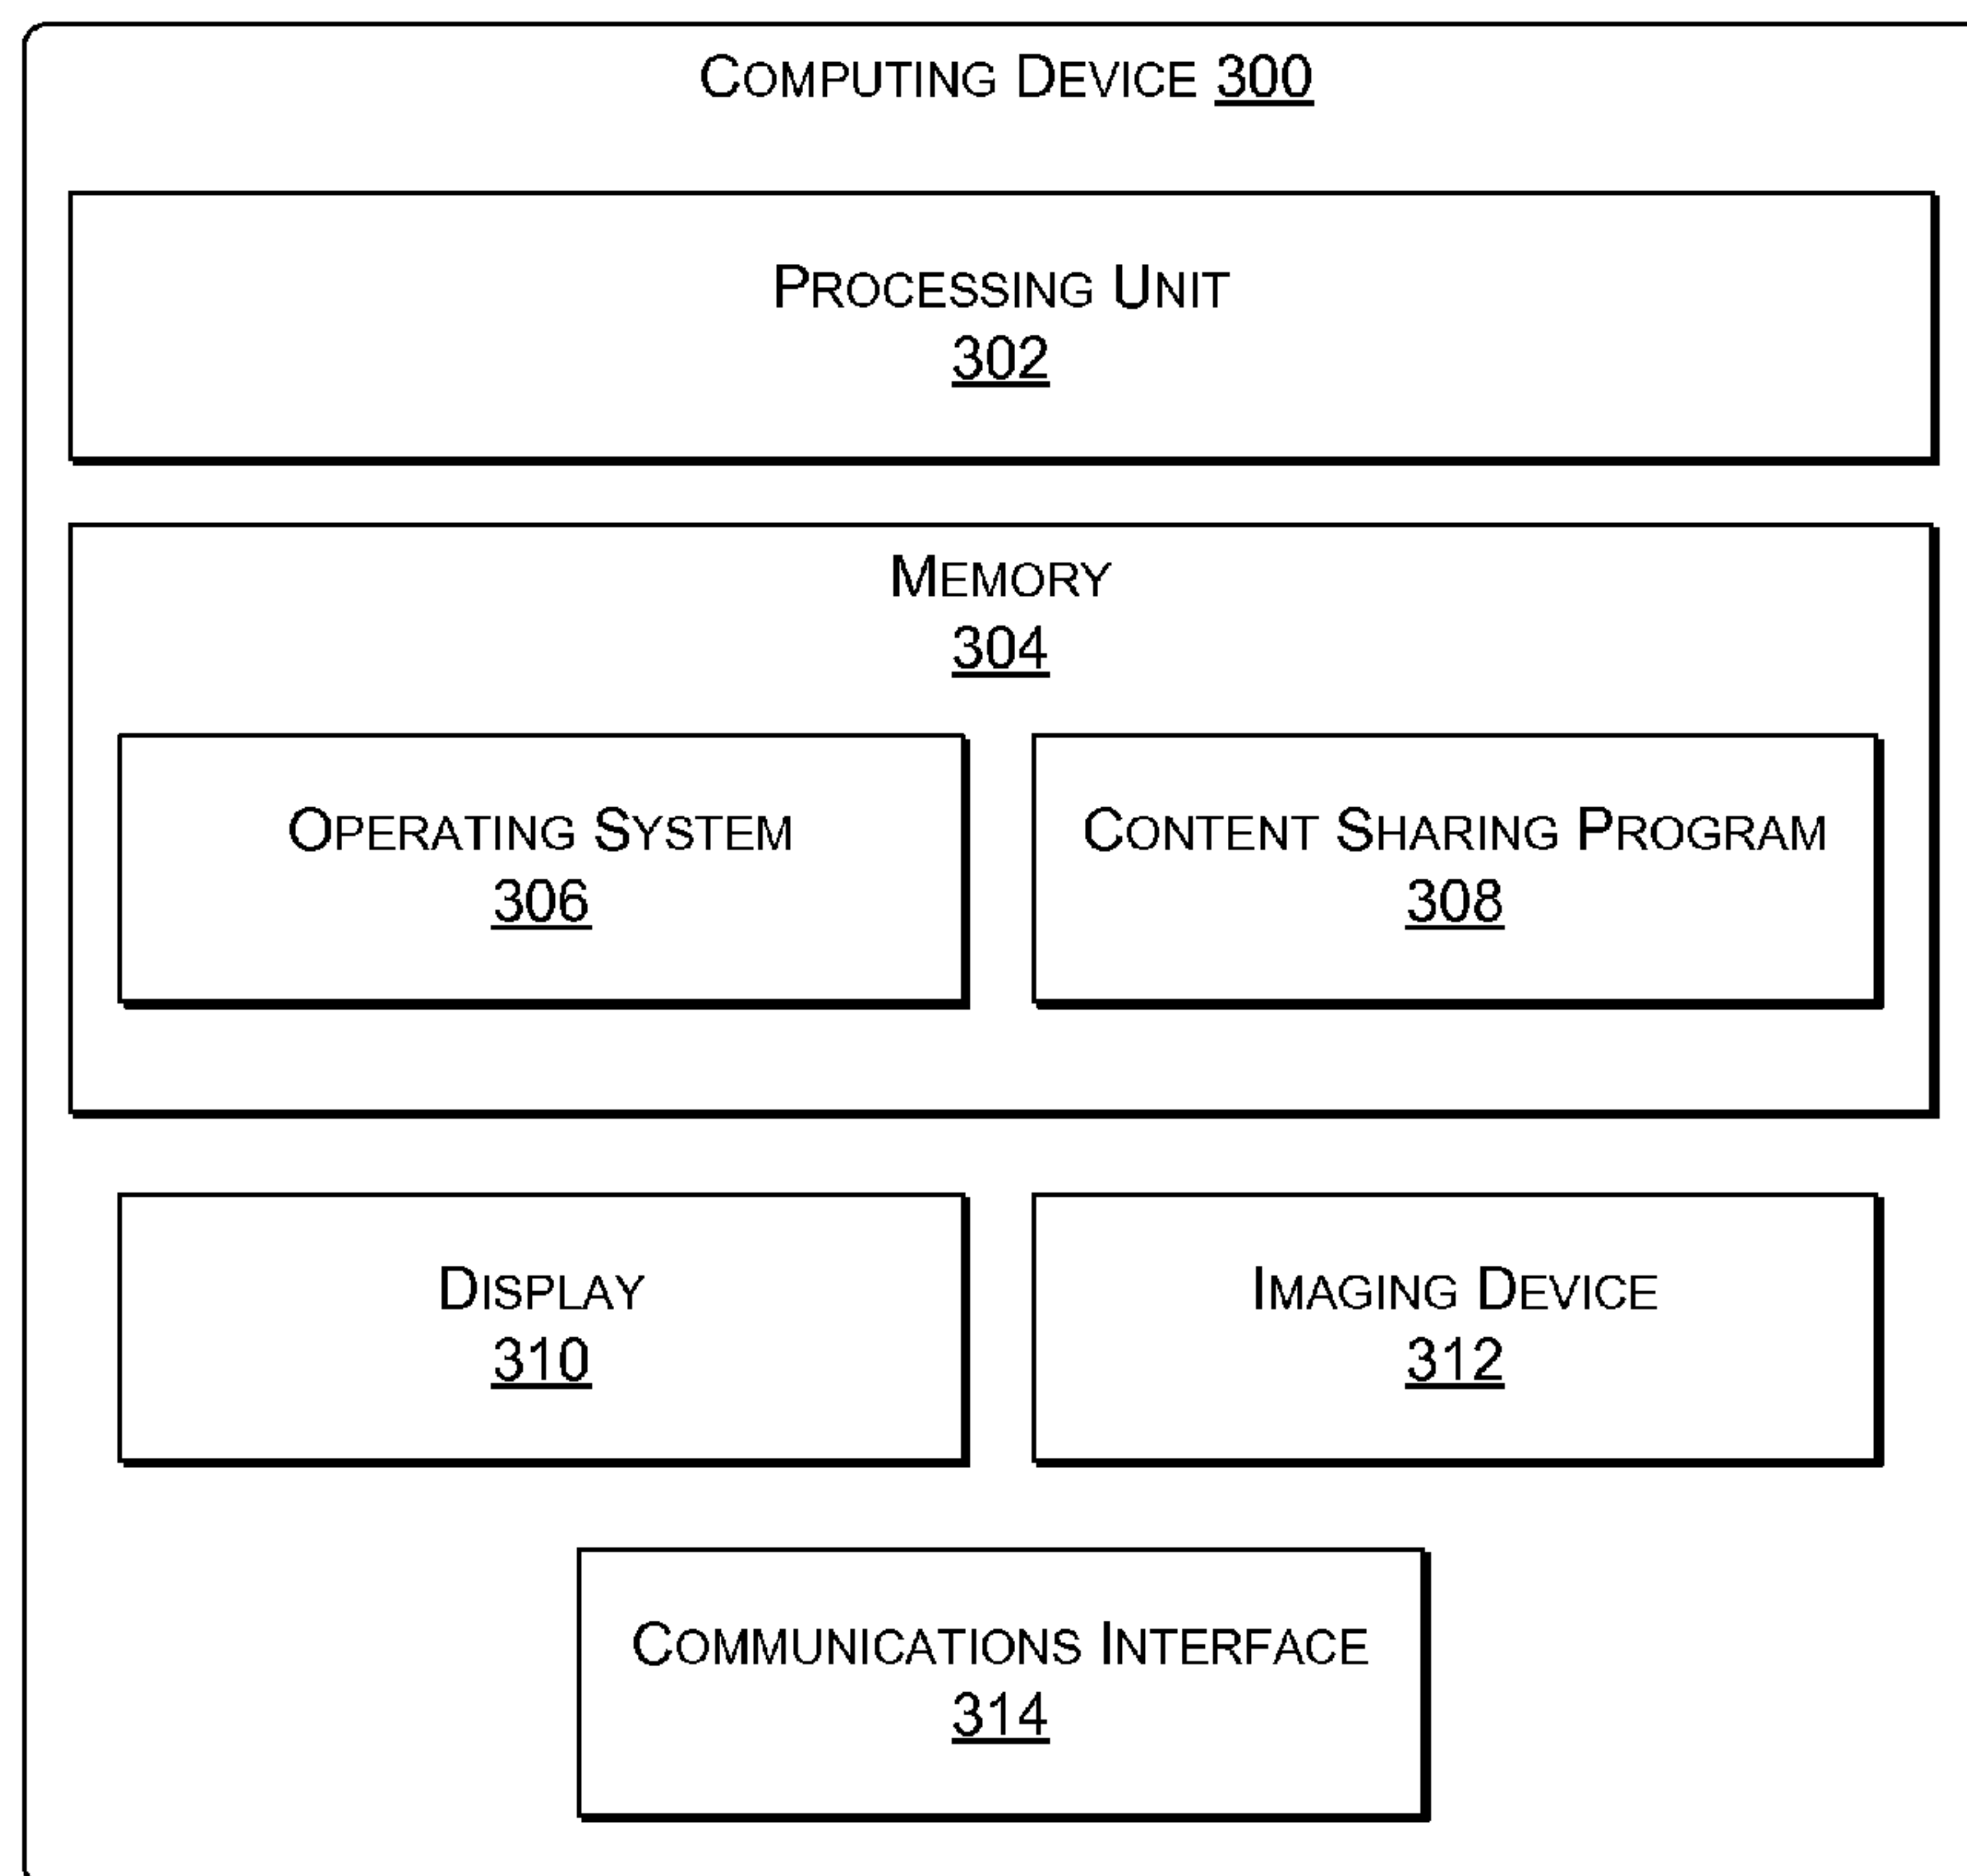 COMPUTING DEVICE 300
PROCESSING UNIT
302
MEMORY
304
OPERATING SYSTEM
306
CONTENT SHARING PROGRAM
308
DISPLAY
310
IMAGING DEVICE
312
COMMUNICATIONS INTERFACE
314